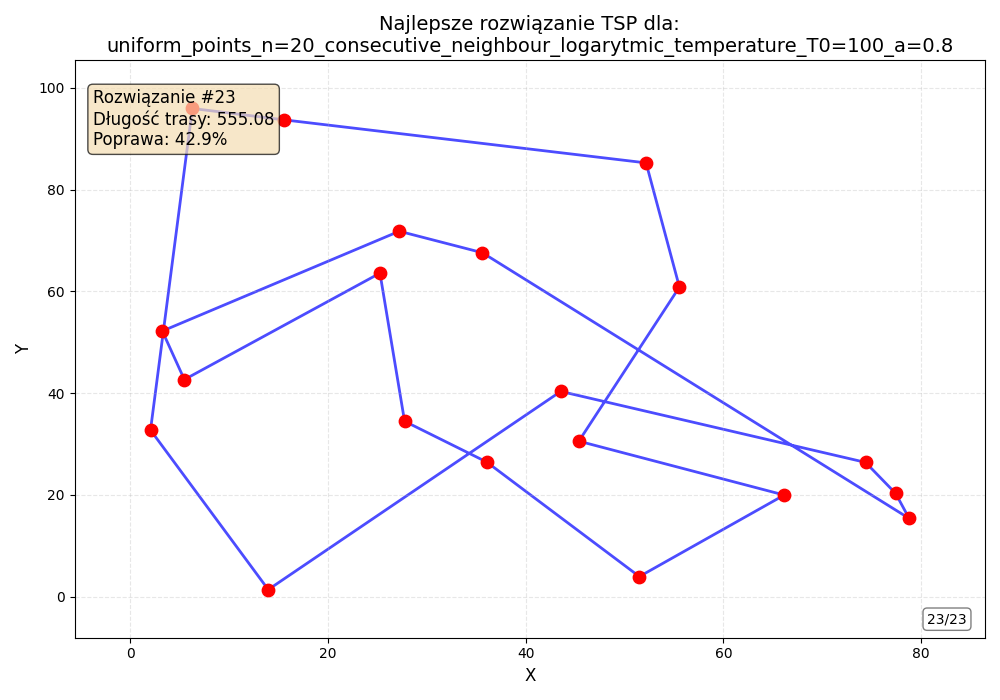 Najlepsze rozwiązanie TSP dla:
uniform_points_n=20_consecutive_neighbour_logarytmic_temperature_T0=100_a=0.8
Rozwiązanie #23
Długość trasy: 555.08
Poprawa: 42.9%
100
80
60
40
20
0
Y
23/23
0
20
40
60
80
X